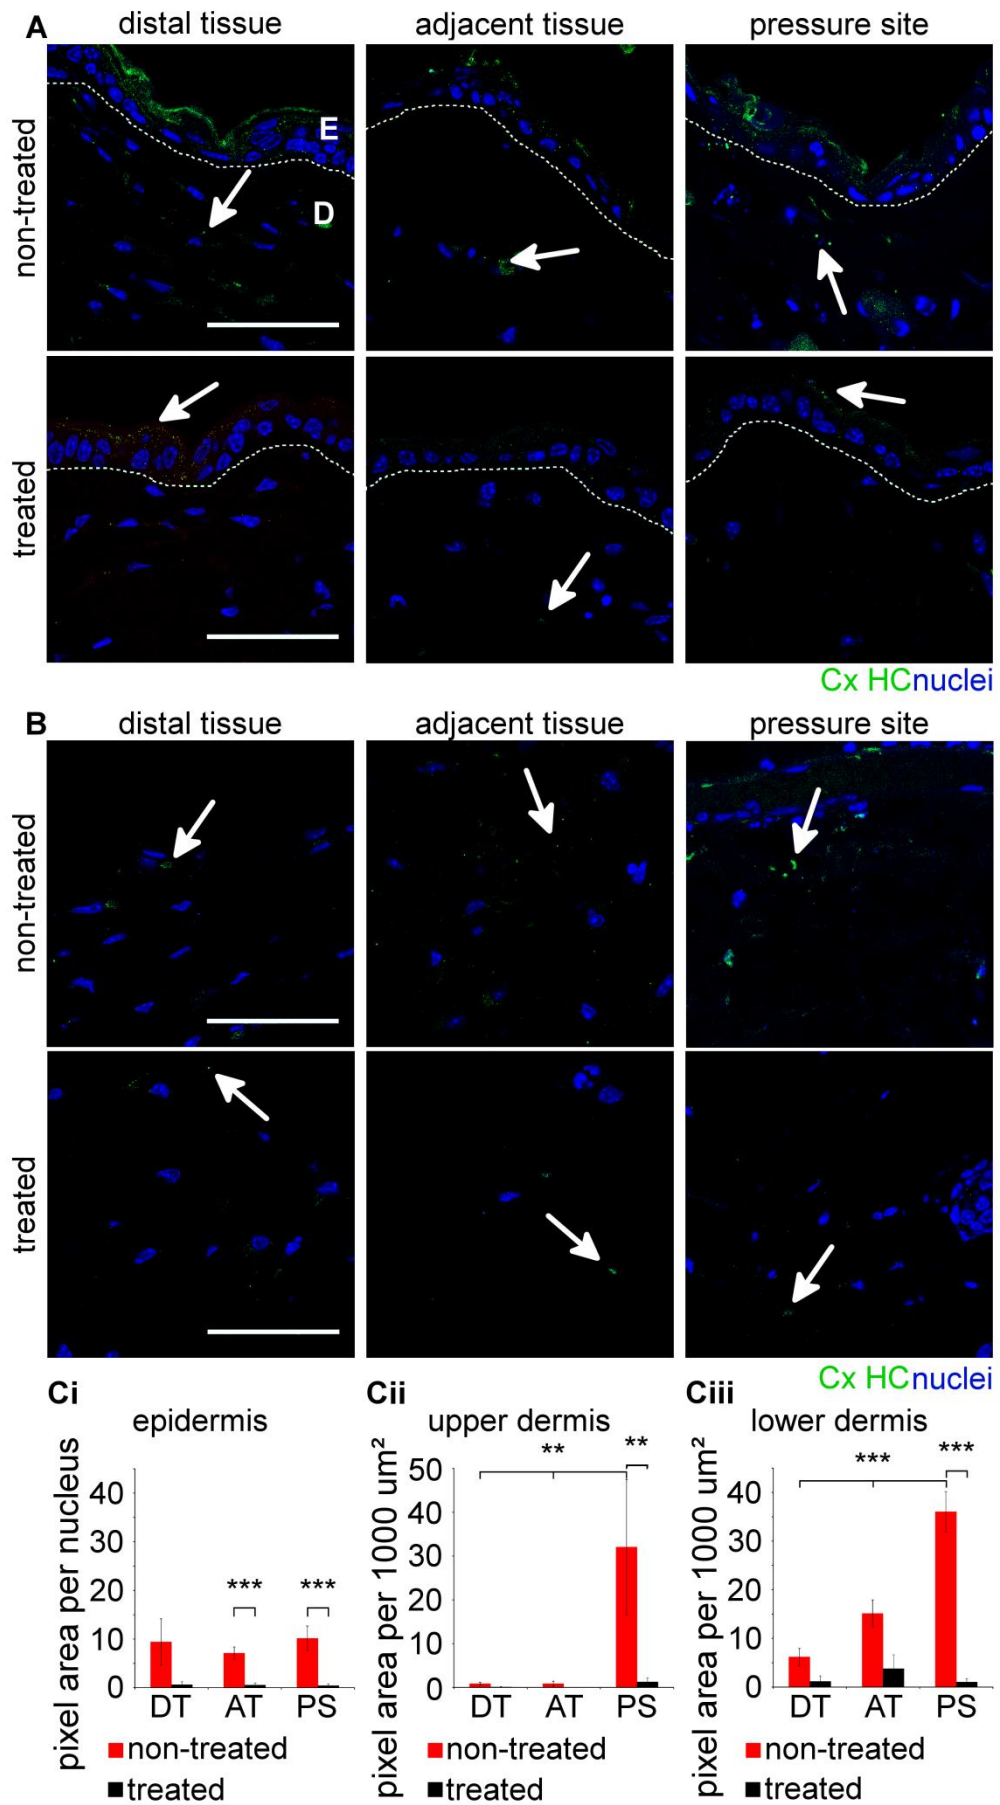 A
distal tissue
adjacent tissue
pressure site
non-treated
E
D
treated
Cx HCnuclei
B
distal tissue
adjacent tissue
pressure site
non-treated
treated
Cx HCnuclei
Ci
epidermis
pixel area per nucleus
40
30
20
10
0
***
***
DT AT PS
non-treated
treated
Cii
upper dermis
pixel area per 1000 um²
50
40
30
20
10
0
**
**
DT AT PS
non-treated
treated
Ciii
lower dermis
pixel area per 1000 um²
40
30
20
10
0
***
***
DT AT PS
non-treated
treated